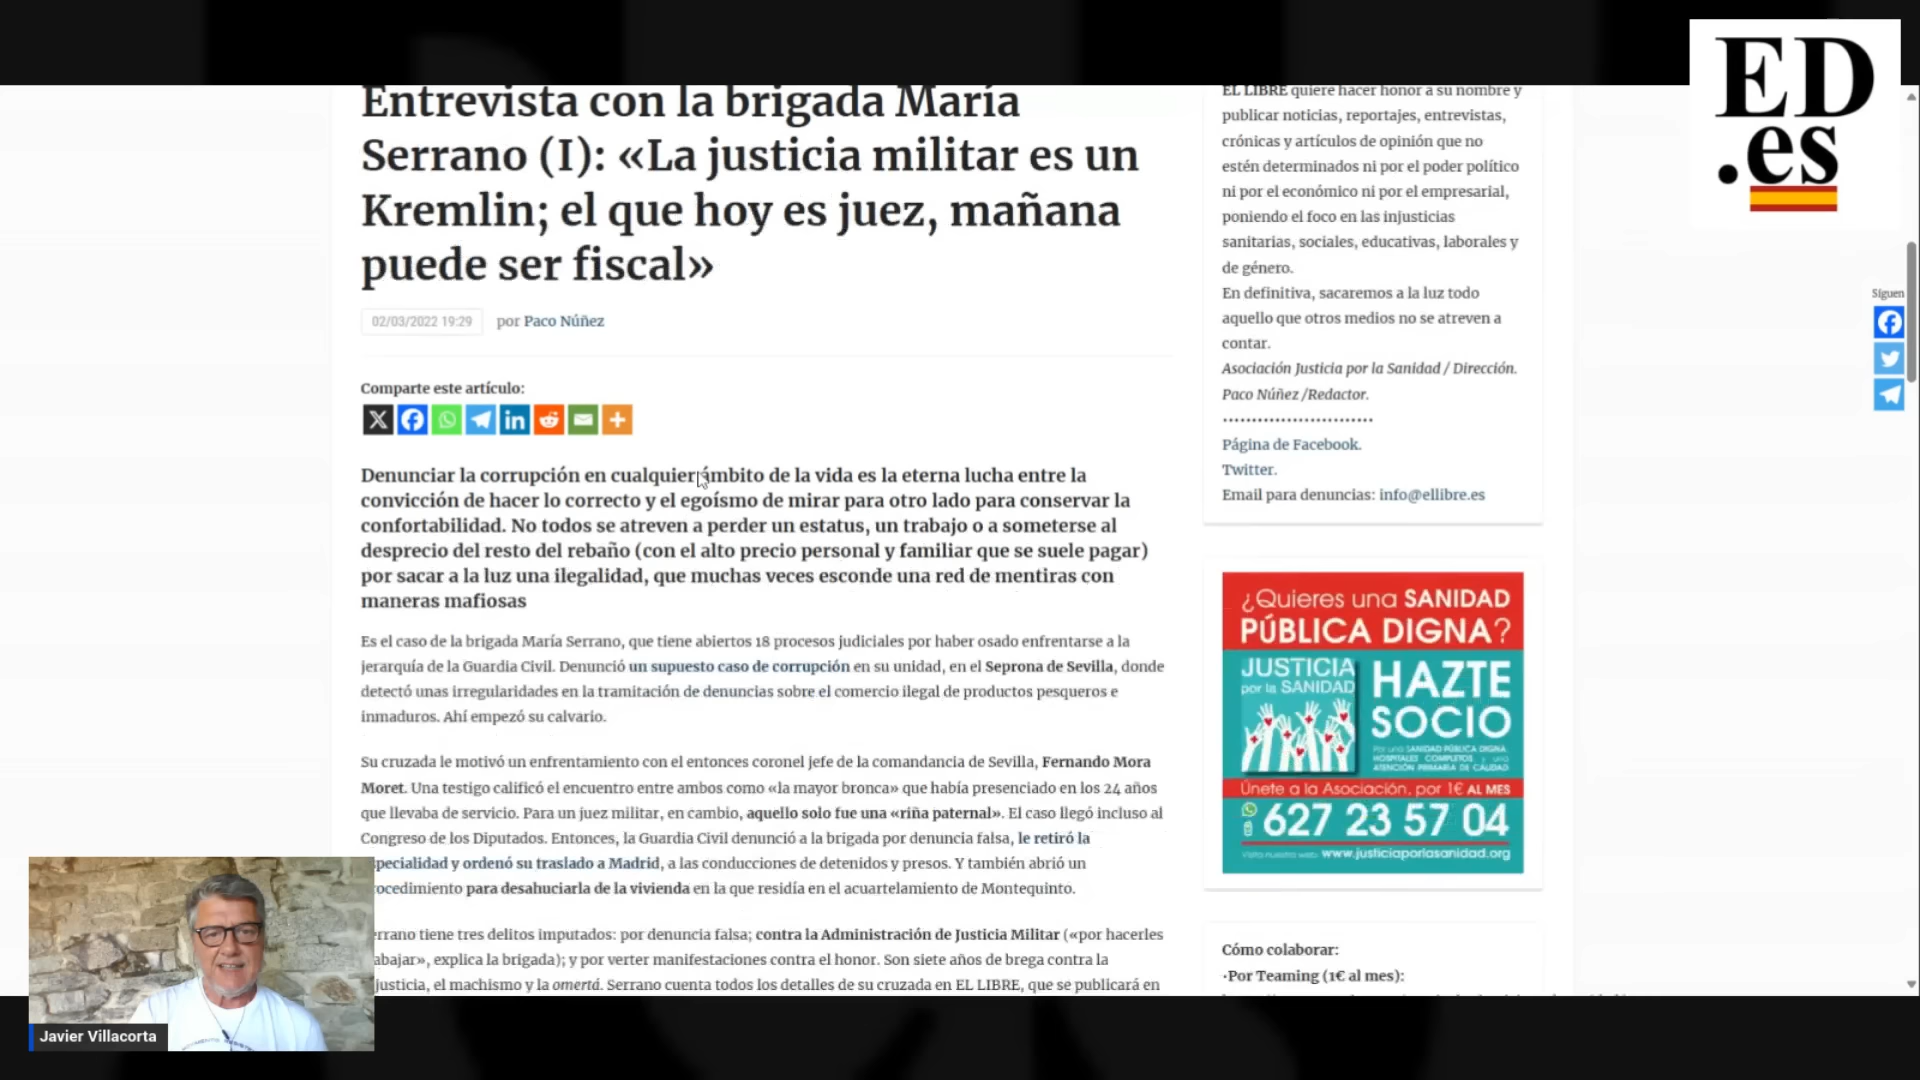 Entrevista con la brigada María
Serrano (I): «La justicia militar es un
Kremlin; el que hoy es juez, mañana
puede ser fiscal»
02/03/2022 19:29
por Paco Núñez
Comparte este artículo:
Denunciar la corrupción en cualquier ámbito de la vida es la eterna lucha entre la
convicción de hacer lo correcto y el egoísmo de mirar para otro lado para conservar la
confortabilidad. No todos se atreven a perder un estatus, un trabajo o a someterse al
desprecio del resto del rebaño (con el alto precio personal y familiar que se suele pagar)
por sacar a la luz una ilegalidad, que muchas veces esconde una red de mentiras con
maneras mafiosas
Es el caso de la brigada María Serrano, que tiene abiertos 18 procesos judiciales por haber osado enfrentarse a la
jerarquía de la Guardia Civil. Denunció un supuesto caso de corrupción en su unidad, en el Seprona de Sevilla, donde
detectó unas irregularidades en la tramitación de denuncias sobre el comercio ilegal de productos pesqueros e
inmaduros. Ahí empezó su calvario.
Su cruzada le motivó un enfrentamiento con el entonces coronel jefe de la comandancia de Sevilla, Fernando Mora
Moret. Una testigo calificó el encuentro entre ambos como «la mayor bronca» que había presenciado en los 24 años
que llevaba de servicio. Para un juez militar, en cambio, aquello solo fue una «riña paternal». El caso llegó incluso al
Congreso de los Diputados. Entonces, la Guardia Civil denunció a la brigada por denuncia falsa, le retiró la
specialidad y ordenó su traslado a Madrid, a las conducciones de detenidos y presos. Y también abrió un
rocedimiento para desahuciarla de la vivienda en la que residía en el acuartelamiento de Montequinto.
errano tiene tres delitos imputados: por denuncia falsa; contra la Administración de Justicia Militar («por hacerles
abajar», explica la brigada); y por verter manifestaciones contra el honor. Son siete años de brega contra la
justicia, el machismo y la omertá. Serrano cuenta todos los detalles de su cruzada en EL LIBRE, que se publicará en
EL LIBRE quiere hacer honor a su nombre y
publicar noticias, reportajes, entrevistas,
crónicas y artículos de opinión que no
estén determinados ni por el poder político
ni por el económico ni por el empresarial,
poniendo el foco en las injusticias
sanitarias, sociales, educativas, laborales y
de género.
En definitiva, sacaremos a la luz todo
aquello que otros medios no se atreven a
contar.
Asociación Justicia por la Sanidad / Dirección.
Paco Núñez /Redactor.
..........................
Página de Facebook.
Twitter.
Email para denuncias: info@ellibre.es
¿Quieres una SANIDAD
PÚBLICA DIGNA?
JUSTICIA
por la SANIDAD
HAZTE
SOCIO
Por una SANIDAD PÚBLICA DIGNA.
HOSPITALES COMPLETOS y una
ATENCIÓN PRIMARIA DE CALIDAD
Únete a la Asociación, por 1€ AL MES
627 23 57 04
Visita nuestra web: www.justiciaporlasanidad.org
Cómo colaborar:
·Por Teaming (1€ al mes):
ED
.es
Siguen
Javier Villacorta